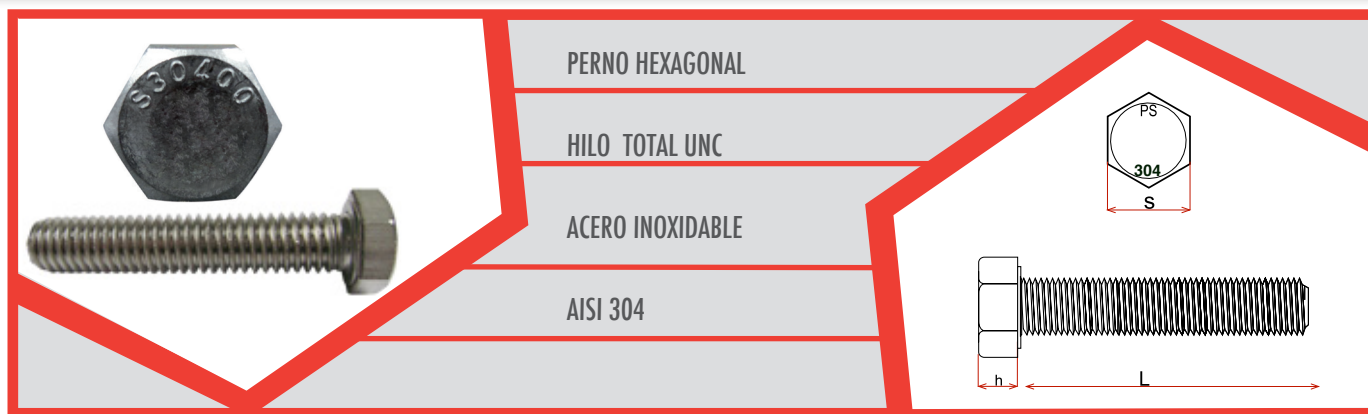 S30400
PERNO HEXAGONAL
HILO TOTAL UNC
ACERO INOXIDABLE
AISI 304
PS
304
S
h
L